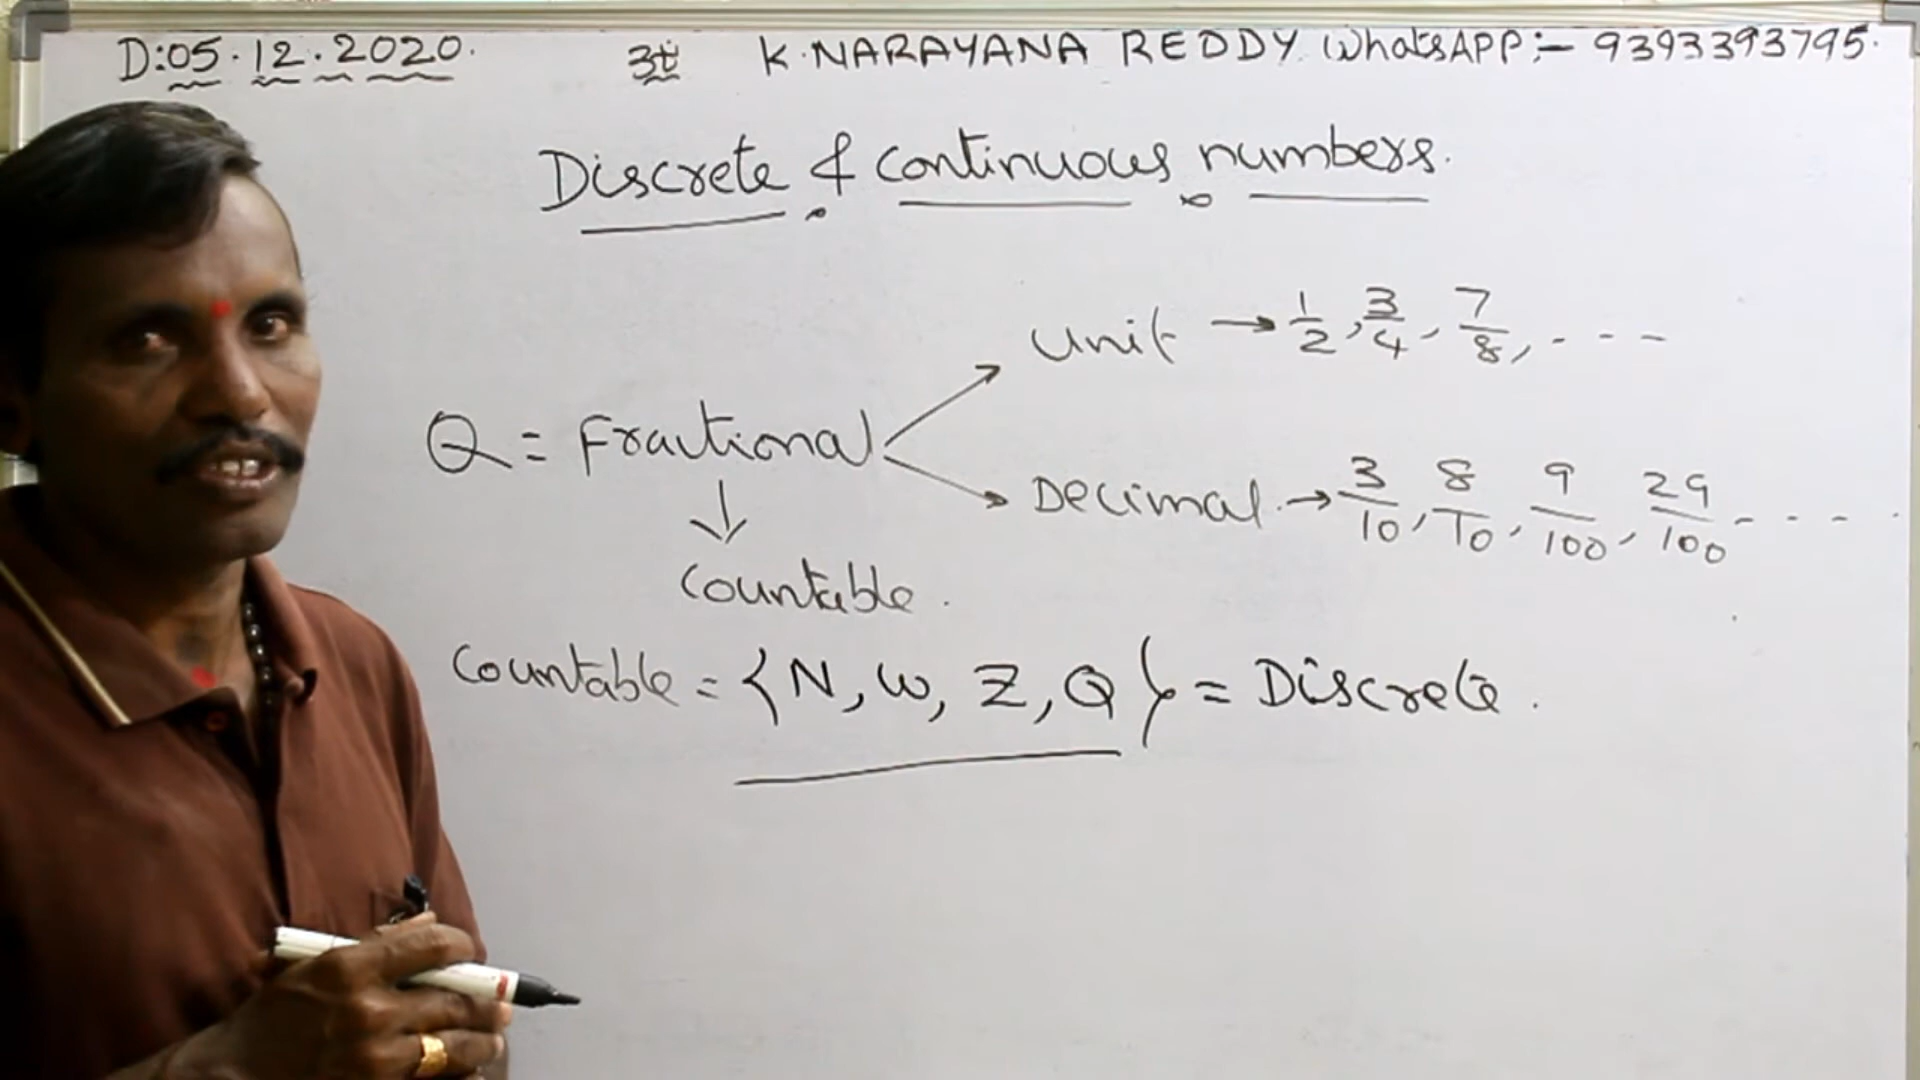 D:05.12.2020. K.NARAYANA REDDY WhatsAPP:- 9393393795.
Discrete & continuous numbers.
unit → 1/2, 3/4, 7/8, ----
Q = Fractional
Decimal → 3/10, 8/10, 9/100, 29/100 ----
↓
countable.
countable = {N, W, Z, Q} = Discrete.